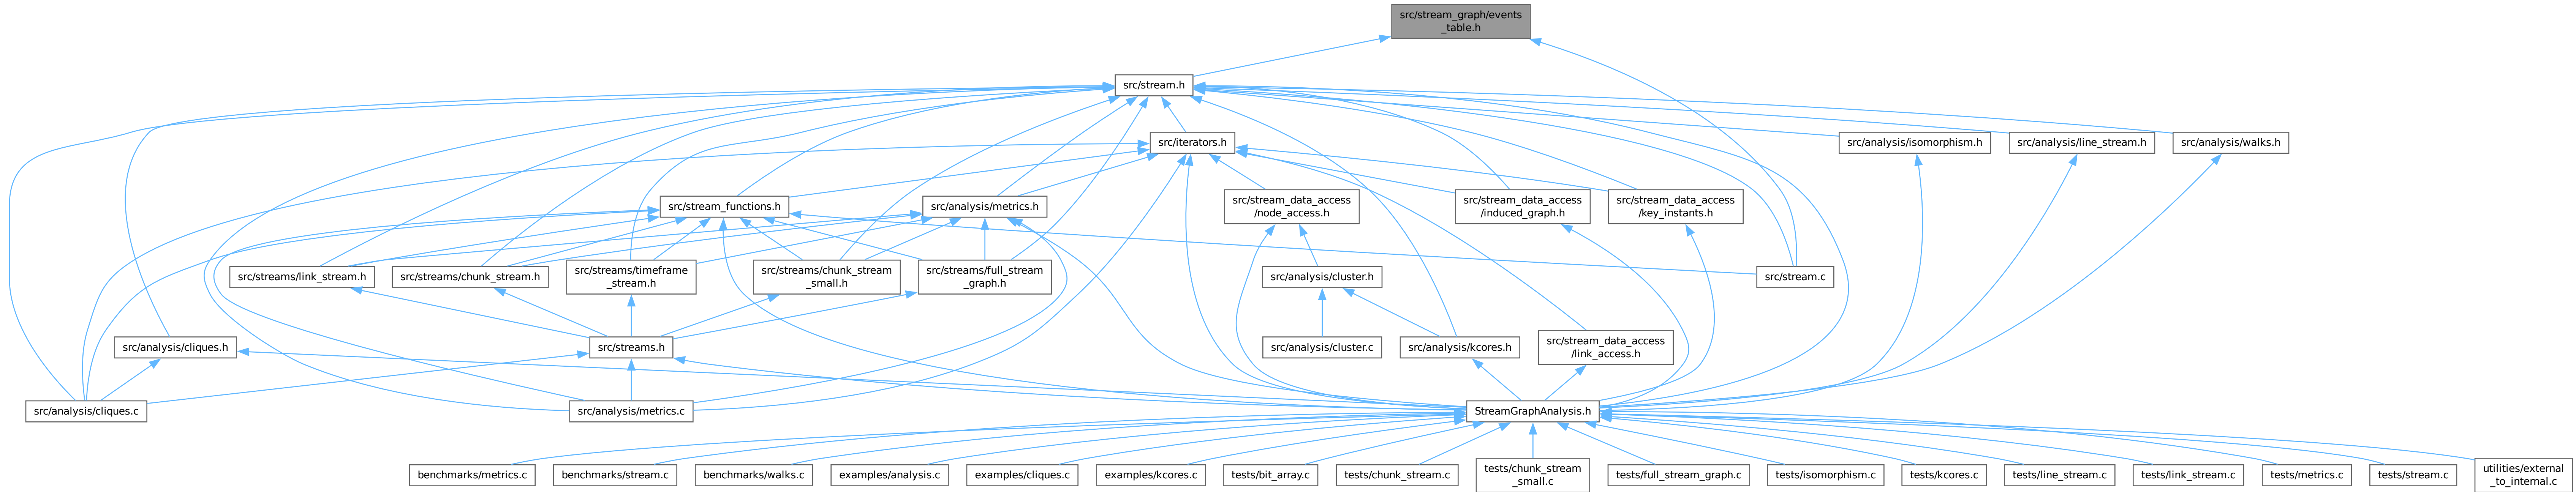 src/stream_graph/events
_table.h
src/stream.h
src/iterators.h
src/analysis/isomorphism.h
src/analysis/line_stream.h
src/analysis/walks.h
src/stream_functions.h
src/analysis/metrics.h
src/stream_data_access
/node_access.h
src/stream_data_access
/induced_graph.h
src/stream_data_access
/key_instants.h
src/streams/link_stream.h
src/streams/chunk_stream.h
src/streams/timeframe
_stream.h
src/streams/chunk_stream
_small.h
src/streams/full_stream
_graph.h
src/analysis/cluster.h
src/stream.c
src/analysis/cliques.h
src/streams.h
src/analysis/cluster.c
src/analysis/kcores.h
src/stream_data_access
/link_access.h
src/analysis/cliques.c
src/analysis/metrics.c
StreamGraphAnalysis.h
benchmarks/metrics.c
benchmarks/stream.c
benchmarks/walks.c
examples/analysis.c
examples/cliques.c
examples/kcores.c
tests/bit_array.c
tests/chunk_stream.c
tests/chunk_stream
_small.c
tests/full_stream_graph.c
tests/isomorphism.c
tests/kcores.c
tests/line_stream.c
tests/link_stream.c
tests/metrics.c
tests/stream.c
utilities/external
_to_internal.c